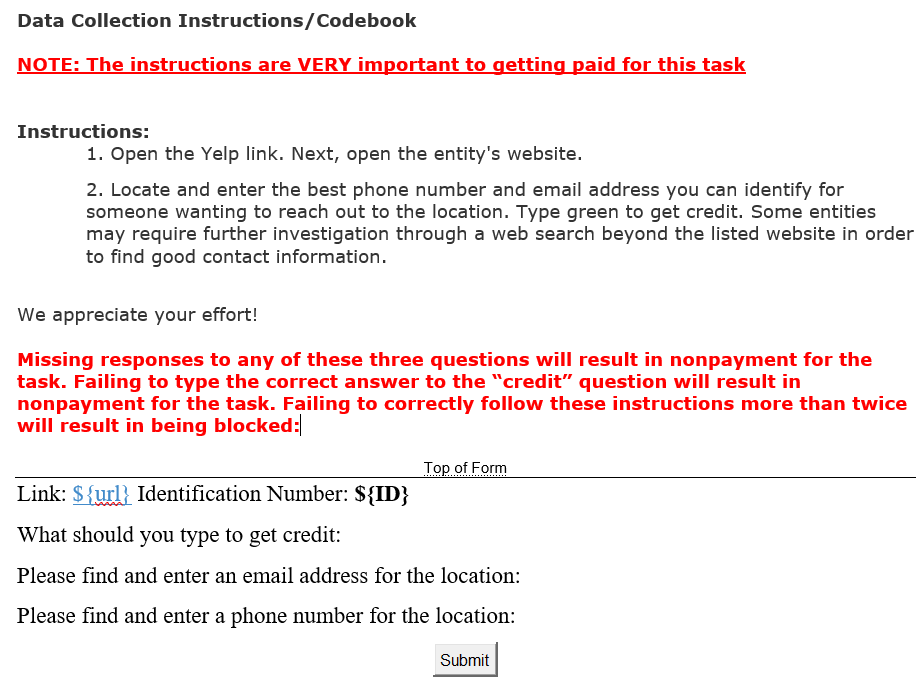 Data Collection Instructions/Codebook
NOTE: The instructions are VERY important to getting paid for this task
Instructions:
1. Open the Yelp link. Next, open the entity's website.
2. Locate and enter the best phone number and email address you can identify for
someone wanting to reach out to the location. Type green to get credit. Some entities
may require further investigation through a web search beyond the listed website in order
to find good contact information.
We appreciate your effort!
Missing responses to any of these three questions will result in nonpayment for the
task. Failing to type the correct answer to the “credit” question will result in
nonpayment for the task. Failing to correctly follow these instructions more than twice
will result in being blocked:
Top of Form
Link: ${url} Identification Number: ${ID}
What should you type to get credit:
Please find and enter an email address for the location:
Please find and enter a phone number for the location:
Submit